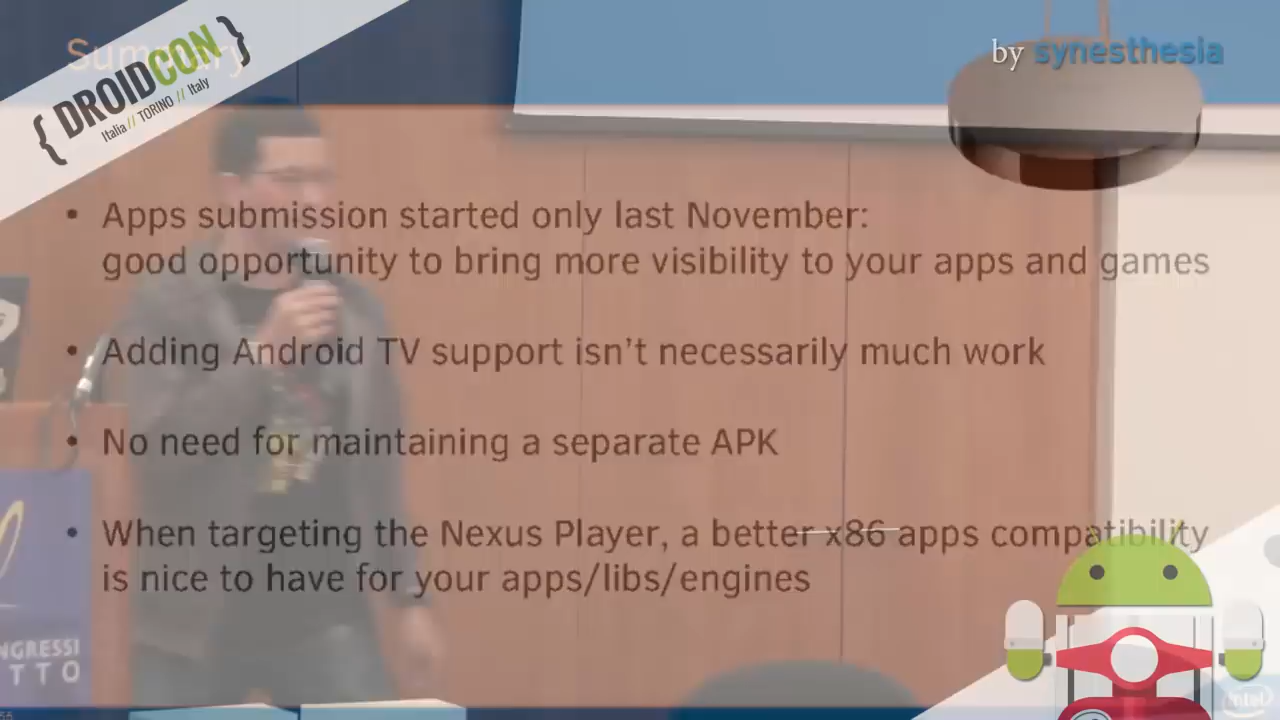 Summary
{ DROIDCON }
Italia // TORINO // Italy
by synesthesia
• Apps submission started only last November:
good opportunity to bring more visibility to your apps and games
• Adding Android TV support isn't necessarily much work
• No need for maintaining a separate APK
• When targeting the Nexus Player, a better x86 apps compatibility
is nice to have for your apps/libs/engines
NGRESSI
TTO
intel